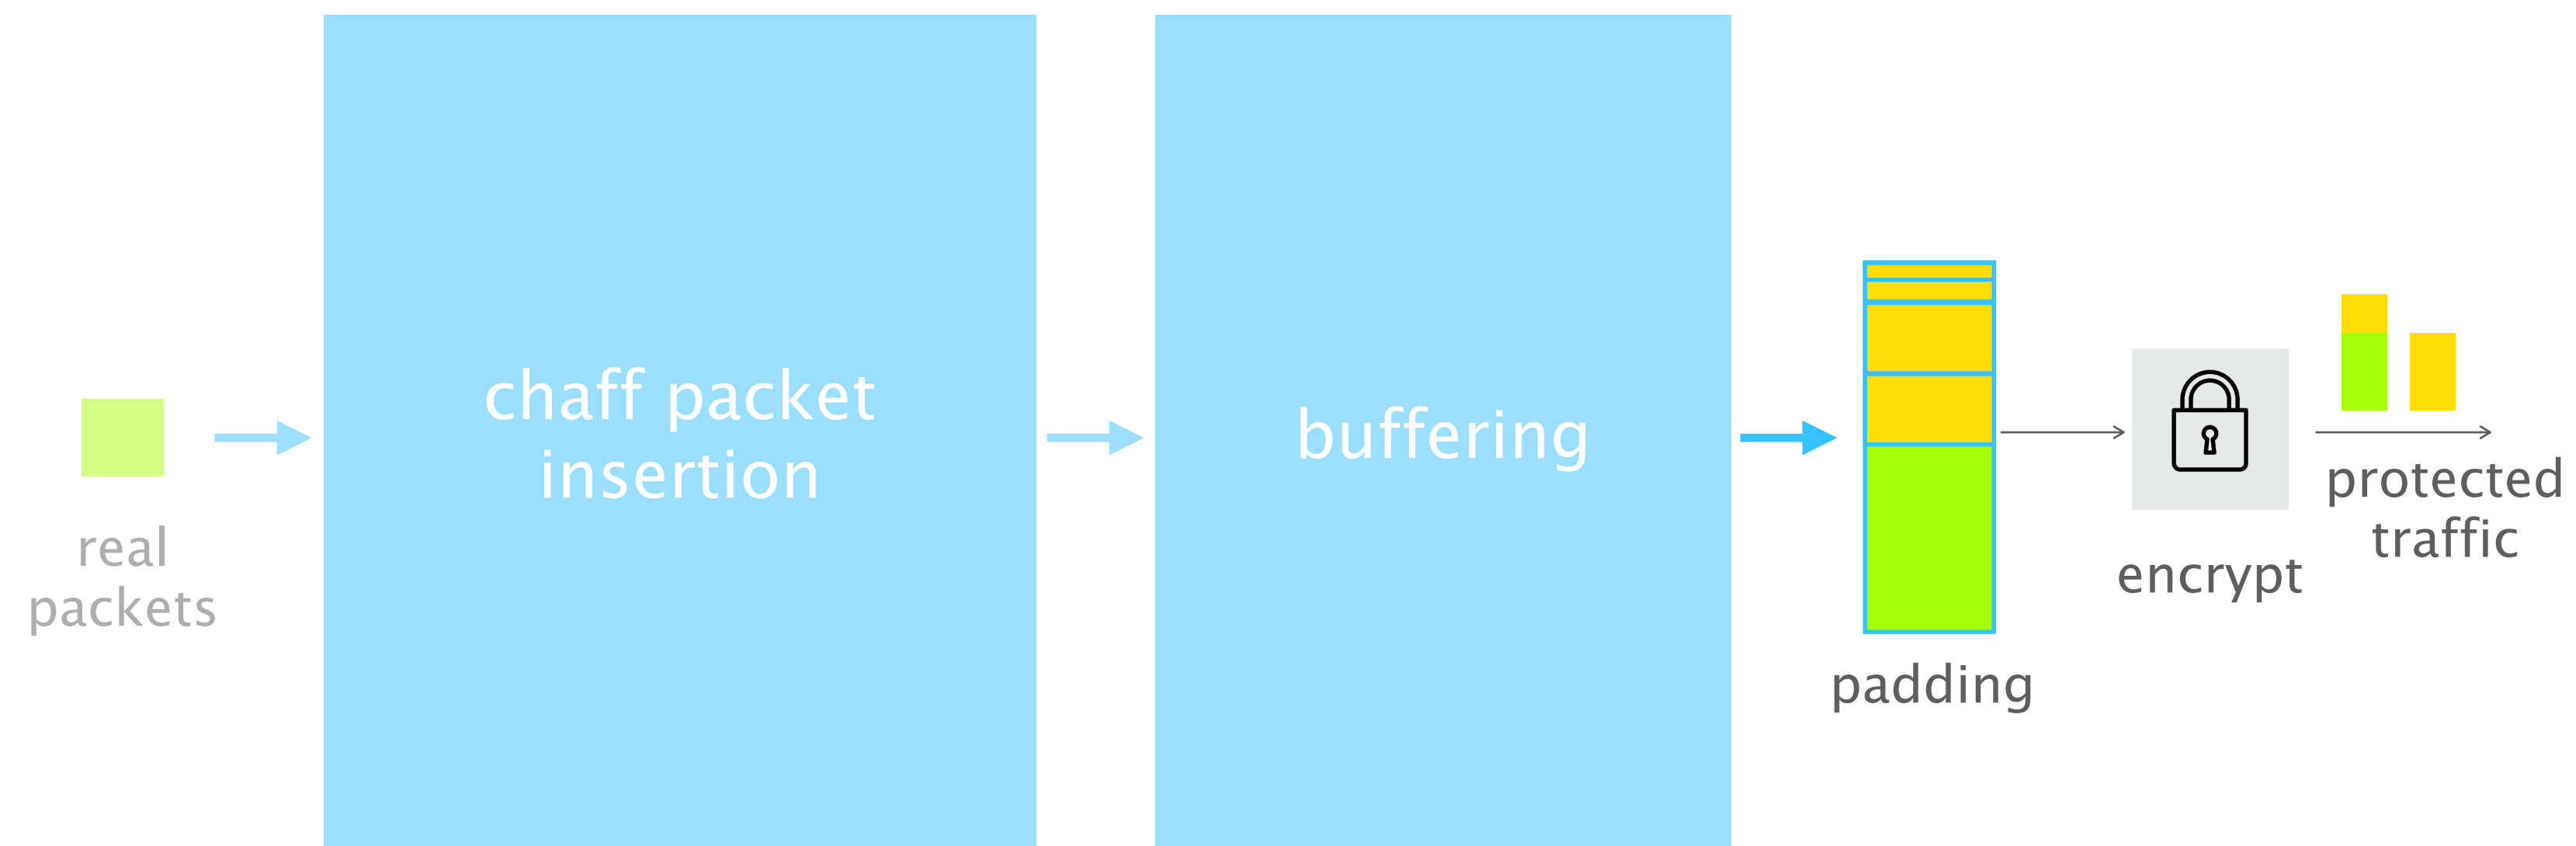 real
packets
chaff packet
insertion
buffering
padding
encrypt
protected
traffic